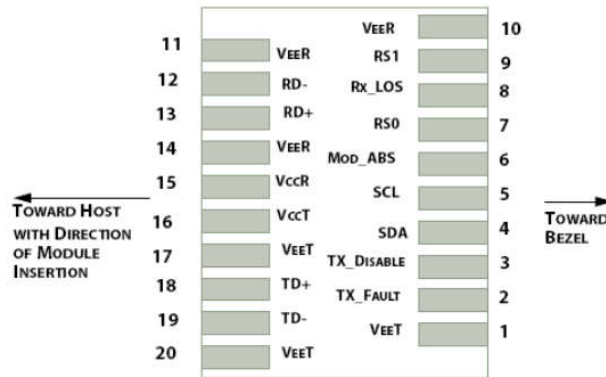 VEER 10
11 VEER
RS1 9
12 RD-
RX_LOS 8
13 RD+
RS0 7
14 VEER
MOD_ABS 6
15 VCCR
SCL 5
TOWARD HOST
WITH DIRECTION
OF MODULE
INSERTION
16 VCCT
SDA 4
TOWARD
BEZEL
17 VEET
TX_DISABLE 3
18 TD+
TX_FAULT 2
19 TD-
VEET 1
20 VEET